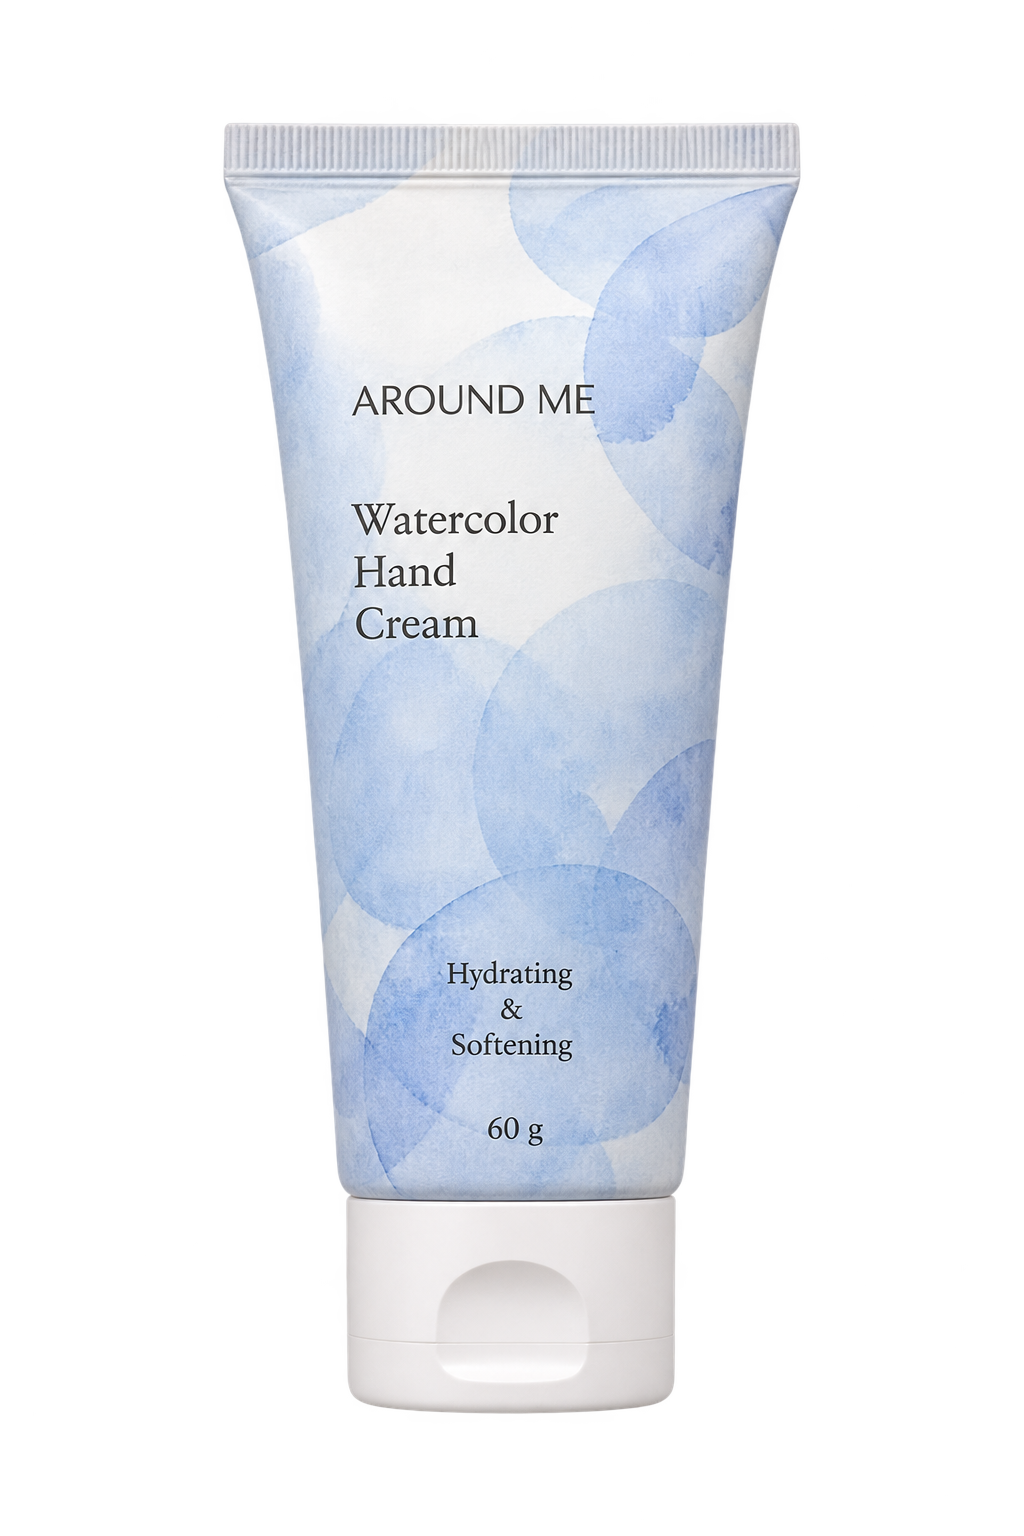 AROUND ME
Watercolor
Hand
Cream
Hydrating
&
Softening
60 g